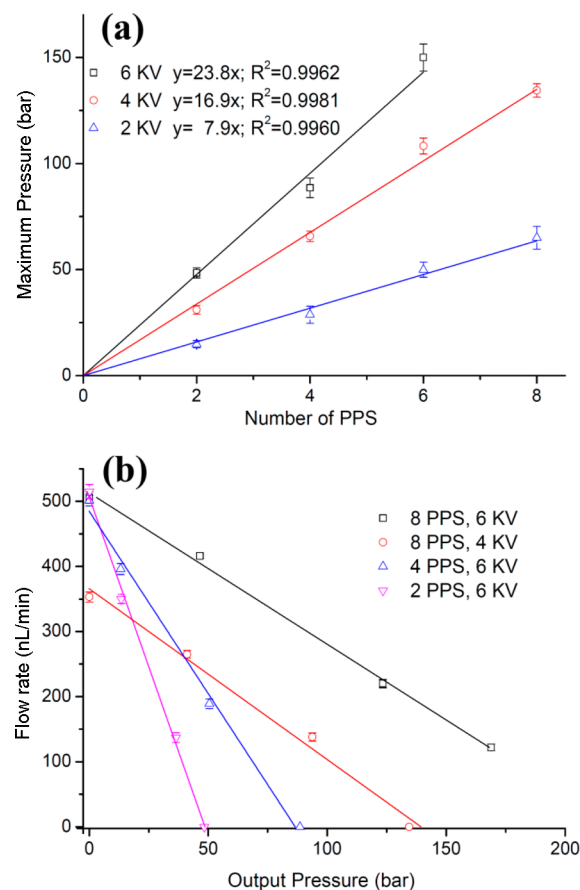 (a)
6 KV y=23.8x; R²=0.9962
4 KV y=16.9x; R²=0.9981
2 KV y= 7.9x; R²=0.9960
150
100
50
0
Maximum Pressure (bar)
0 2 4 6 8
Number of PPS
(b)
8 PPS, 6 KV
8 PPS, 4 KV
4 PPS, 6 KV
2 PPS, 6 KV
500
400
300
200
100
0
Flow rate (nL/min)
0 50 100 150 200
Output Pressure (bar)